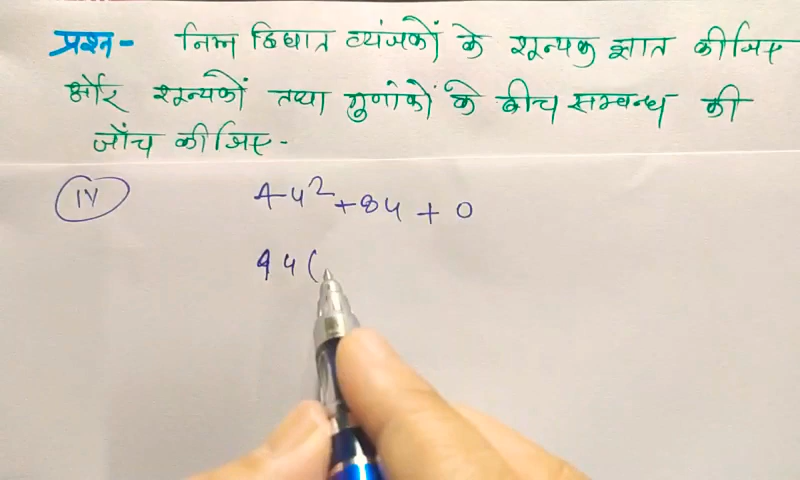 प्रश्न- निम्न द्विघात व्यंजकों के शून्यक ज्ञात कीजिए
और शून्यकों तथा गुणांकों के बीच सम्बन्ध की
जाँच कीजिए-
IV 4u²+8u+0
4u(